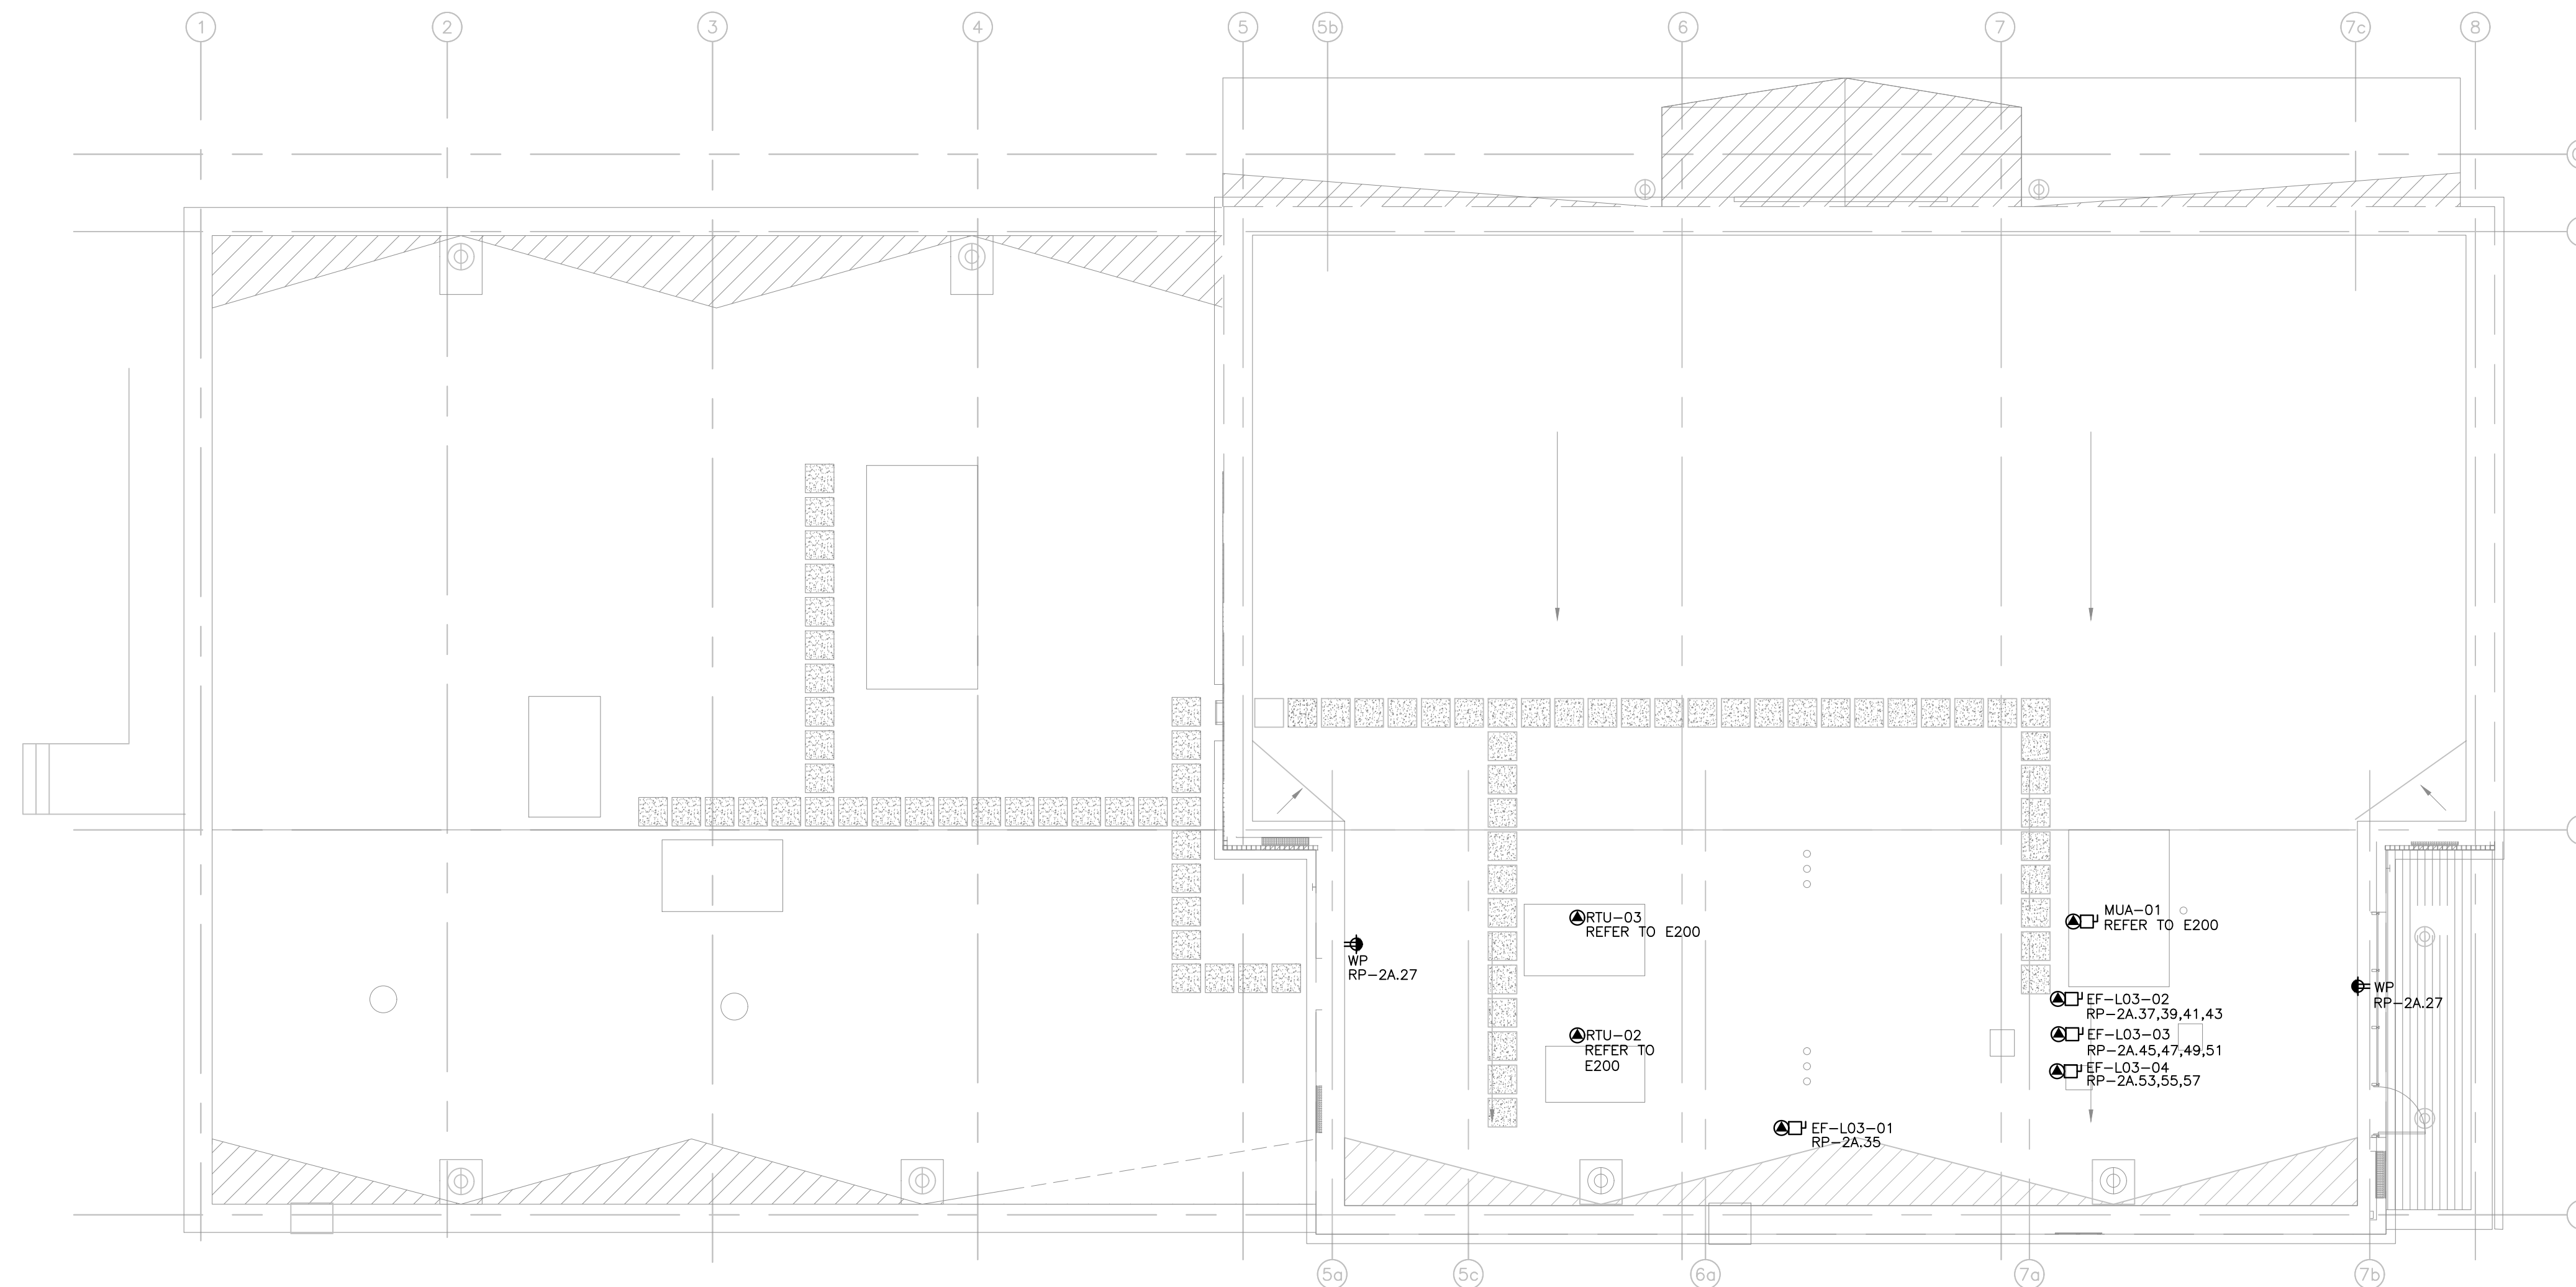 1
2
3
4
5
5b
6
7
7c
8
RTU-03
REFER TO E200
MUA-01
REFER TO E200
WP
RP-2A.27
WP
RP-2A.27
EF-L03-02
RP-2A.37,39,41,43
RTU-02
REFER TO
E200
EF-L03-03
RP-2A.45,47,49,51
EF-L03-04
RP-2A.53,55,57
EF-L03-01
RP-2A.35
5a
5c
6a
7a
7b